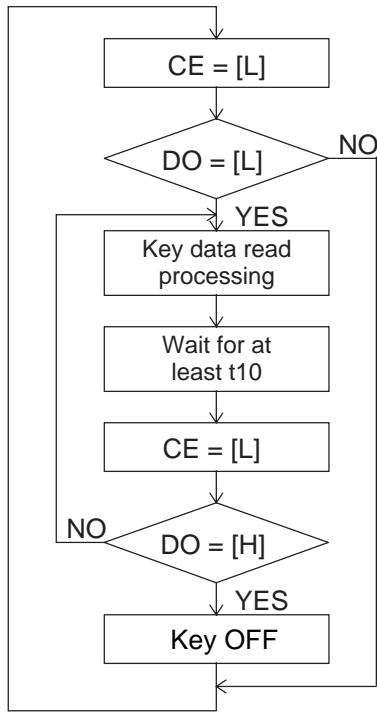 CE = [L]
DO = [L]
NO
YES
Key data read
processing
Wait for at
least t10
CE = [L]
NO
DO = [H]
YES
Key OFF